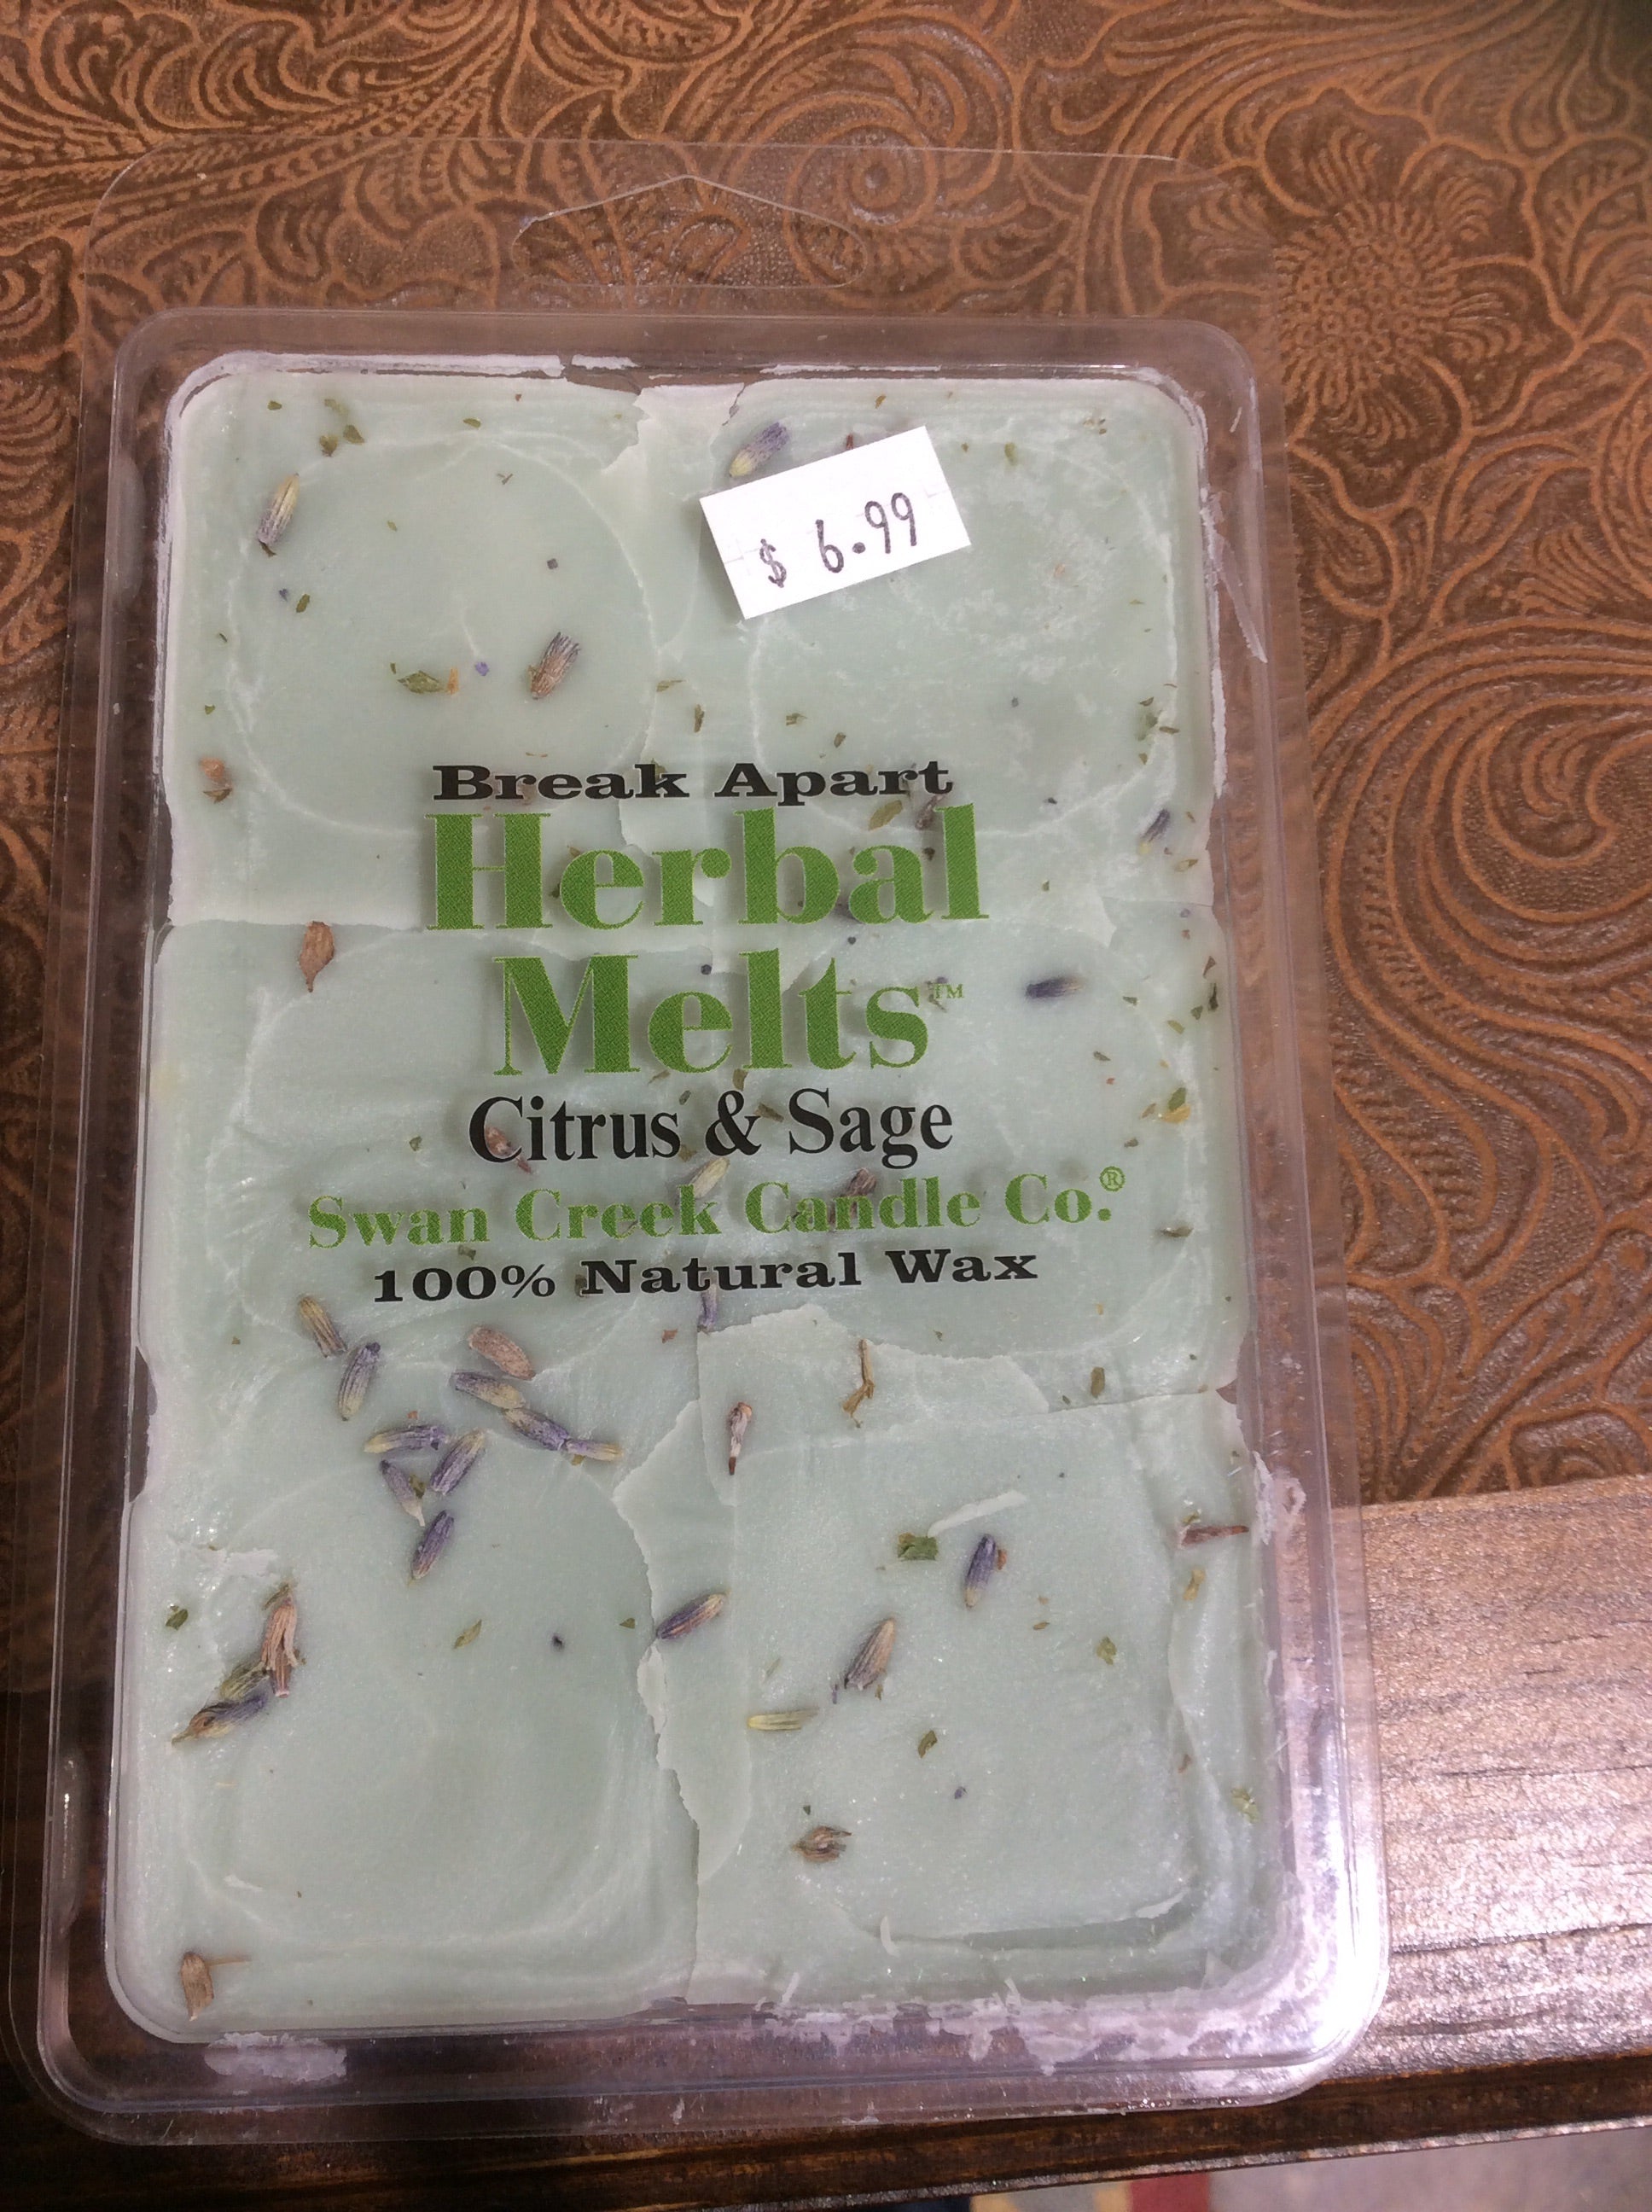 $ 6.99
Break Apart
Herbal
Melts™
Citrus & Sage
Swan Creek Candle Co.®
100% Natural Wax